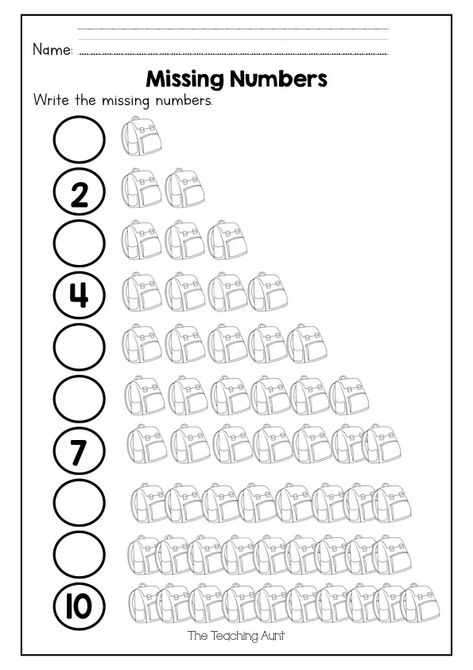 Name:
Missing Numbers
Write the missing numbers.
2
4
7
10
The Teaching Aunt